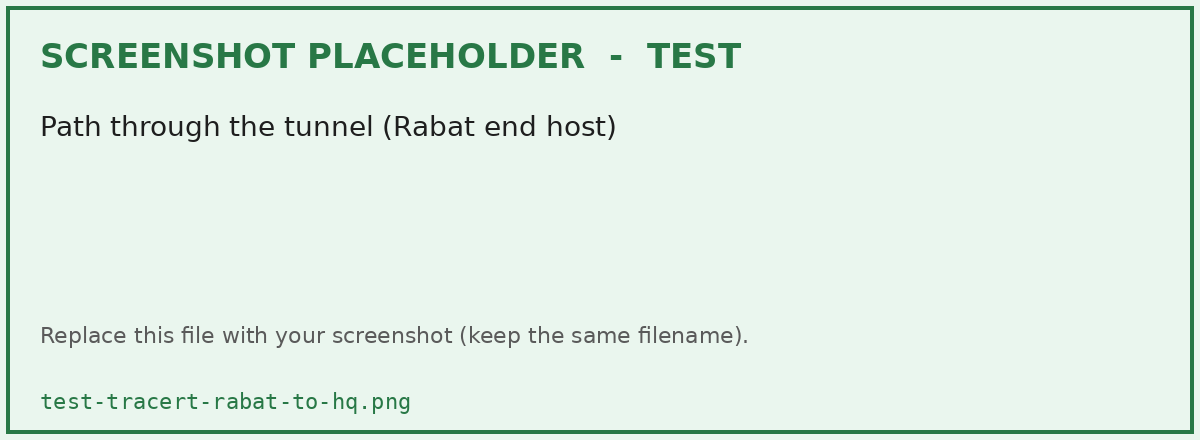 SCREENSHOT PLACEHOLDER - TEST
Path through the tunnel (Rabat end host)
Replace this file with your screenshot (keep the same filename).
test-tracert-rabat-to-hq.png